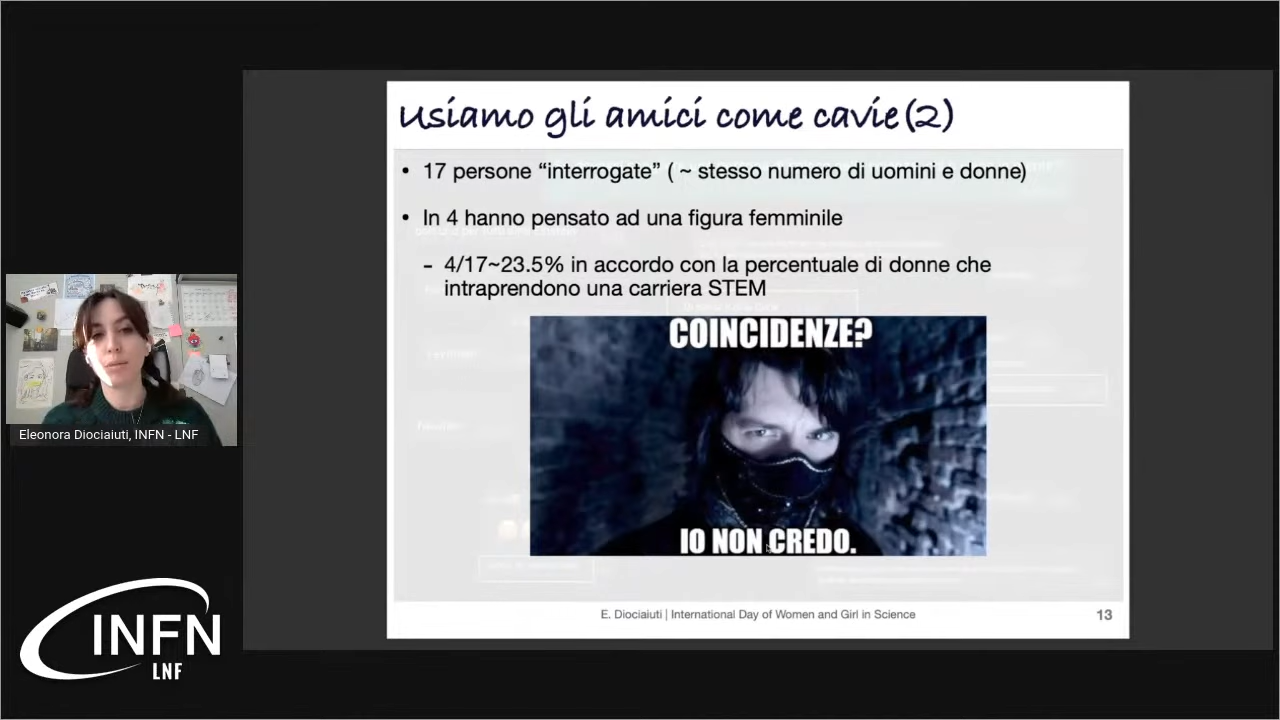 Usiamo gli amici come cavie(2)
• 17 persone “interrogate” ( ~ stesso numero di uomini e donne)
• In 4 hanno pensato ad una figura femminile
– 4/17~23.5% in accordo con la percentuale di donne che
intraprendono una carriera STEM
COINCIDENZE?
IO NON CREDO.
E. Diociaiuti | International Day of Women and Girl in Science
13
Eleonora Diociaiuti, INFN - LNF
INFN
LNF